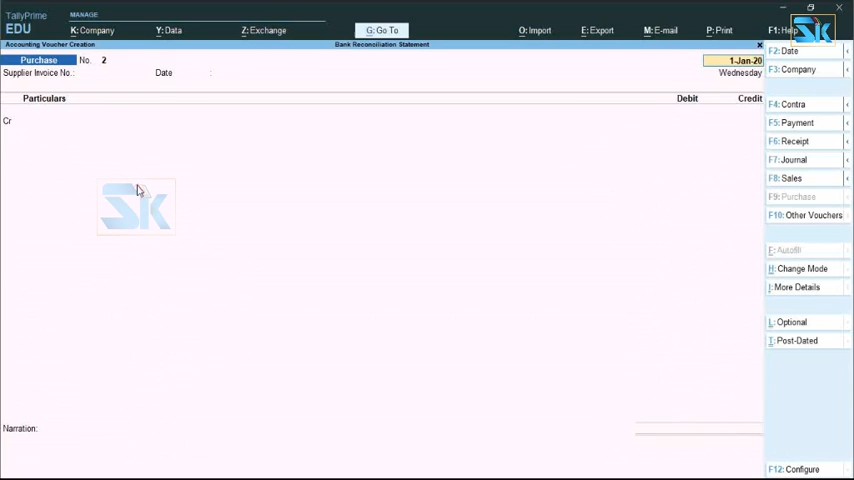 TallyPrime MANAGE
EDU K: Company Y: Data Z: Exchange G: Go To O: Import E: Export M: E-mail P: Print F1: Help
Accounting Voucher Creation Bank Reconciliation Statement x
Purchase No. 2 1-Jan-20
Supplier Invoice No.: Date : Wednesday
Particulars Debit Credit
Cr
Narration:
F2: Date
F3: Company
F4: Contra
F5: Payment
F6: Receipt
F7: Journal
F8: Sales
F9: Purchase
F10: Other Vouchers
E: Autofill
H: Change Mode
I: More Details
L: Optional
T: Post-Dated
F12: Configure
SK
SK